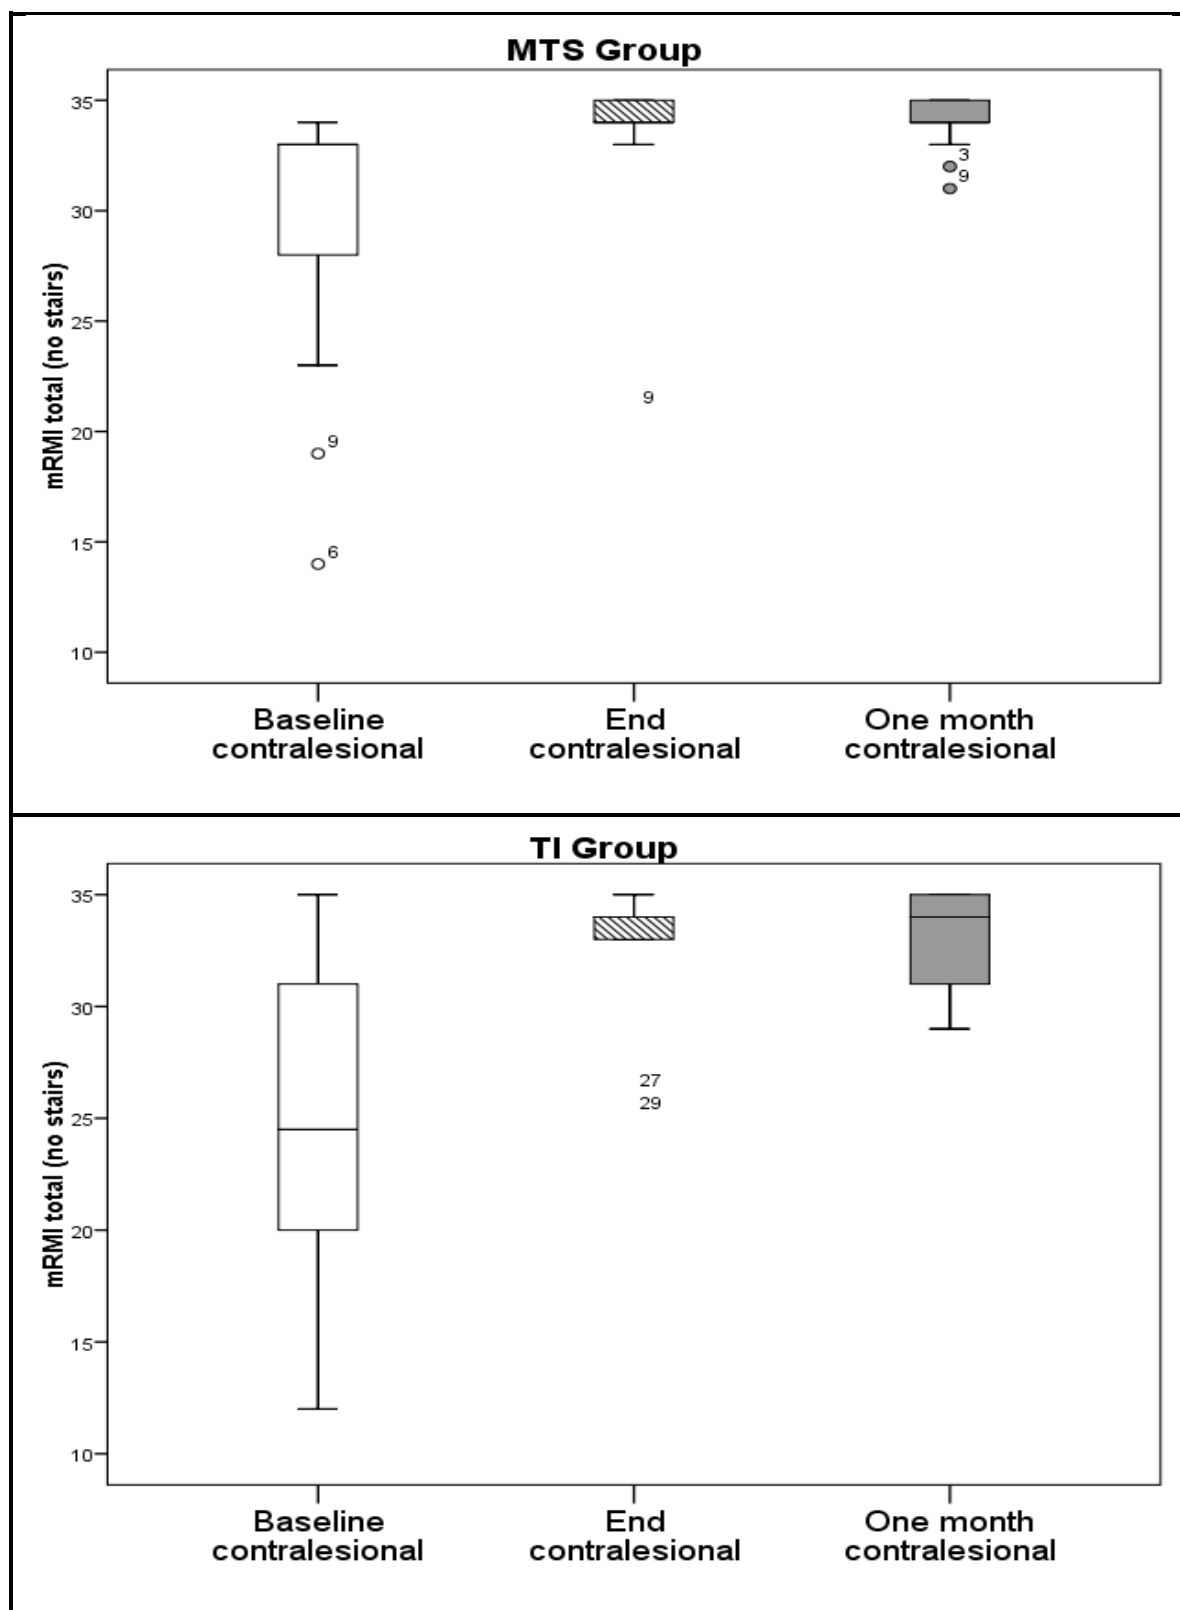 MTS Group
mRMI total (no stairs)
35
30
25
20
15
10
9
6
9
3
9
Baseline
contralesional
End
contralesional
One month
contralesional
TI Group
mRMI total (no stairs)
35
30
25
20
15
10
27
29
Baseline
contralesional
End
contralesional
One month
contralesional